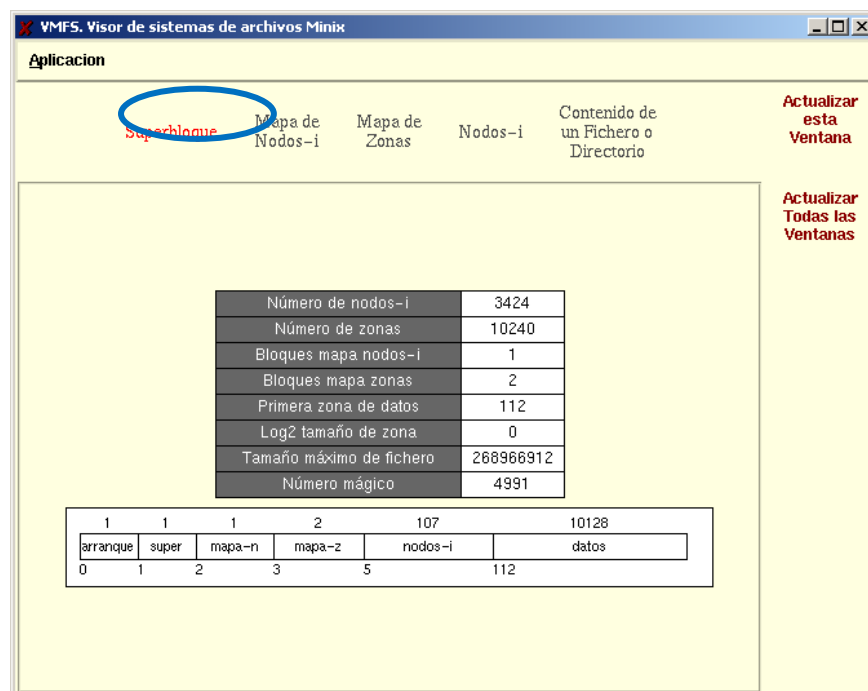 VMFS. Visor de sistemas de archivos Minix
Aplicacion
Superbloque
Mapa de
Nodos-i
Mapa de
Zonas
Nodos-i
Contenido de
un Fichero o
Directorio
Actualizar
esta
Ventana
Actualizar
Todas las
Ventanas
Número de nodos-i 3424
Número de zonas 10240
Bloques mapa nodos-i 1
Bloques mapa zonas 2
Primera zona de datos 112
Log2 tamaño de zona 0
Tamaño máximo de fichero 268966912
Número mágico 4991
1 1 1 2 107 10128
arranque super mapa-n mapa-z nodos-i datos
0 1 2 3 5 112